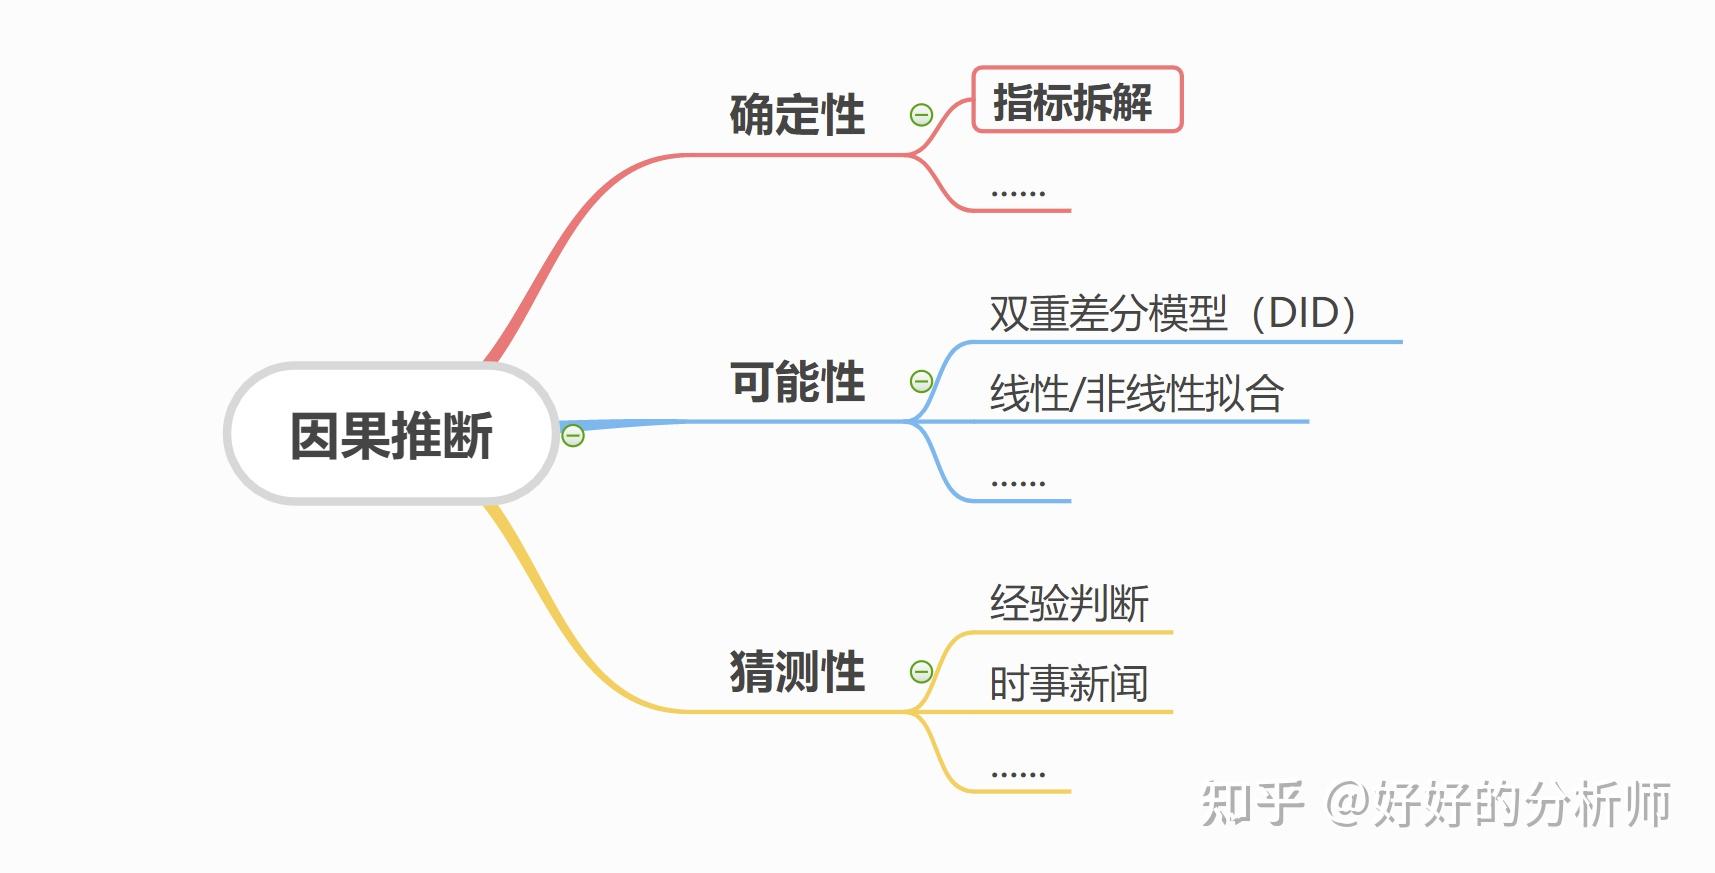 确定性
指标拆解
……
双重差分模型（DID）
因果推断
可能性
线性/非线性拟合
……
经验判断
猜测性
时事新闻
……
知乎 @好好的分析师